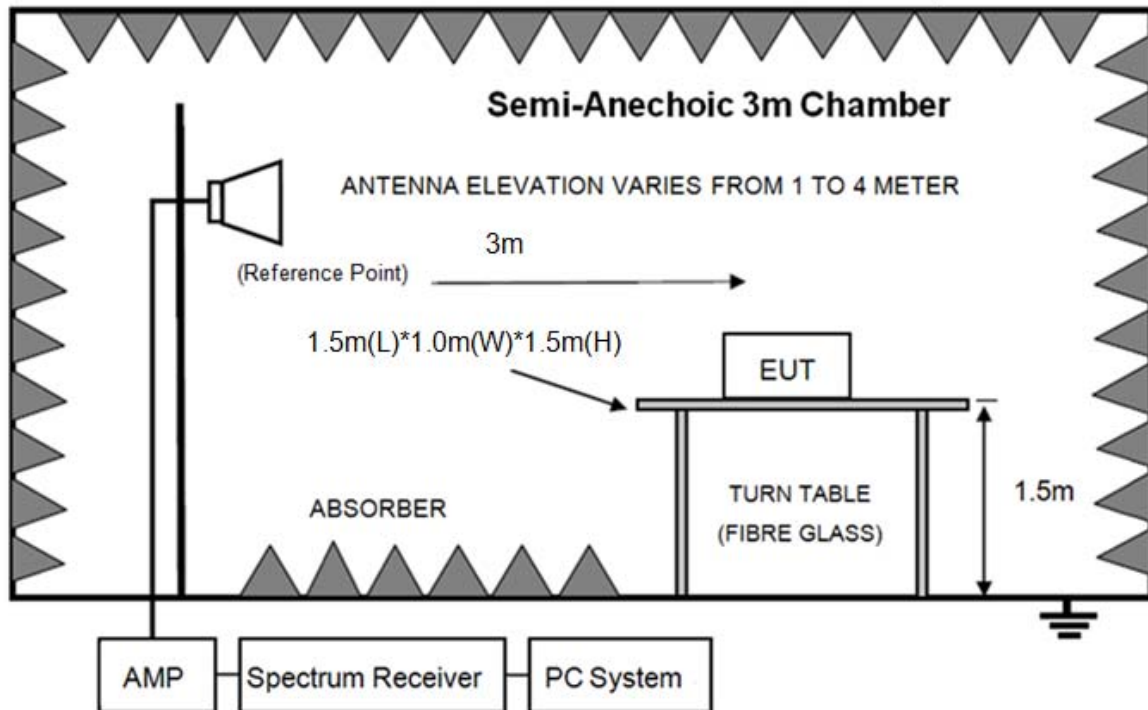 Semi-Anechoic 3m Chamber
ANTENNA ELEVATION VARIES FROM 1 TO 4 METER
3m
(Reference Point)
1.5m(L)*1.0m(W)*1.5m(H)
EUT
ABSORBER
TURN TABLE
(FIBRE GLASS)
1.5m
AMP
Spectrum Receiver
PC System